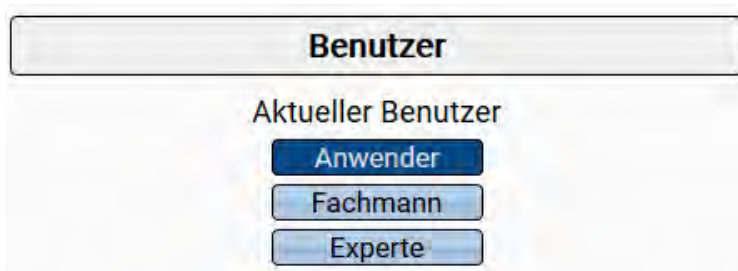 Benutzer
Aktueller Benutzer
Anwender
Fachmann
Experte